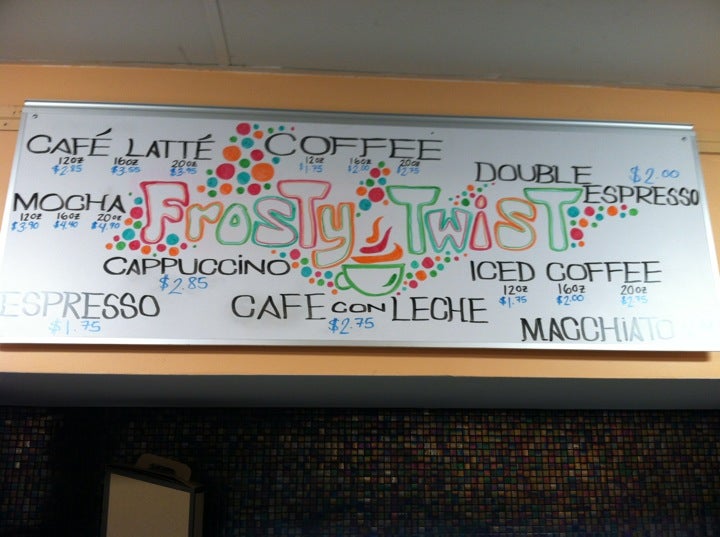 CAFÉ LATTÉ
12oz 16oz 20oz
$2.85 $3.55 $3.95
COFFEE
12oz 16oz 20oz
$1.75 $2.00 $2.75
DOUBLE ESPRESSO
$2.00
MOCHA
12oz 16oz 20oz
$3.90 $4.40 $4.90
FrosTy TwisT
CAPPUCCiNO
$2.85
ICED COFFEE
12oz 16oz 20oz
$1.75 $2.00 $2.75
ESPRESSO
$1.75
CAFE CON LECHE
$2.75
MACCHiATO